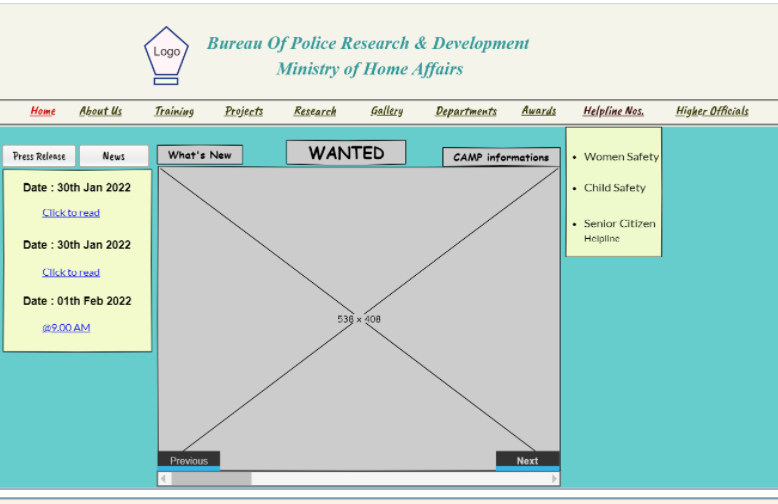 Logo
Bureau Of Police Research & Development
Ministry of Home Affairs
Home About Us Training Projects Research Gallery Departments Awards Helpline Nos. Higher Officials
Press Release News What's New WANTED CAMP informations
Women Safety
Child Safety
Senior Citizen
Helpline
Date : 30th Jan 2022
Click to read
Date : 30th Jan 2022
Click to read
Date : 01th Feb 2022
@9.00 AM
538 x 408
Previous Next